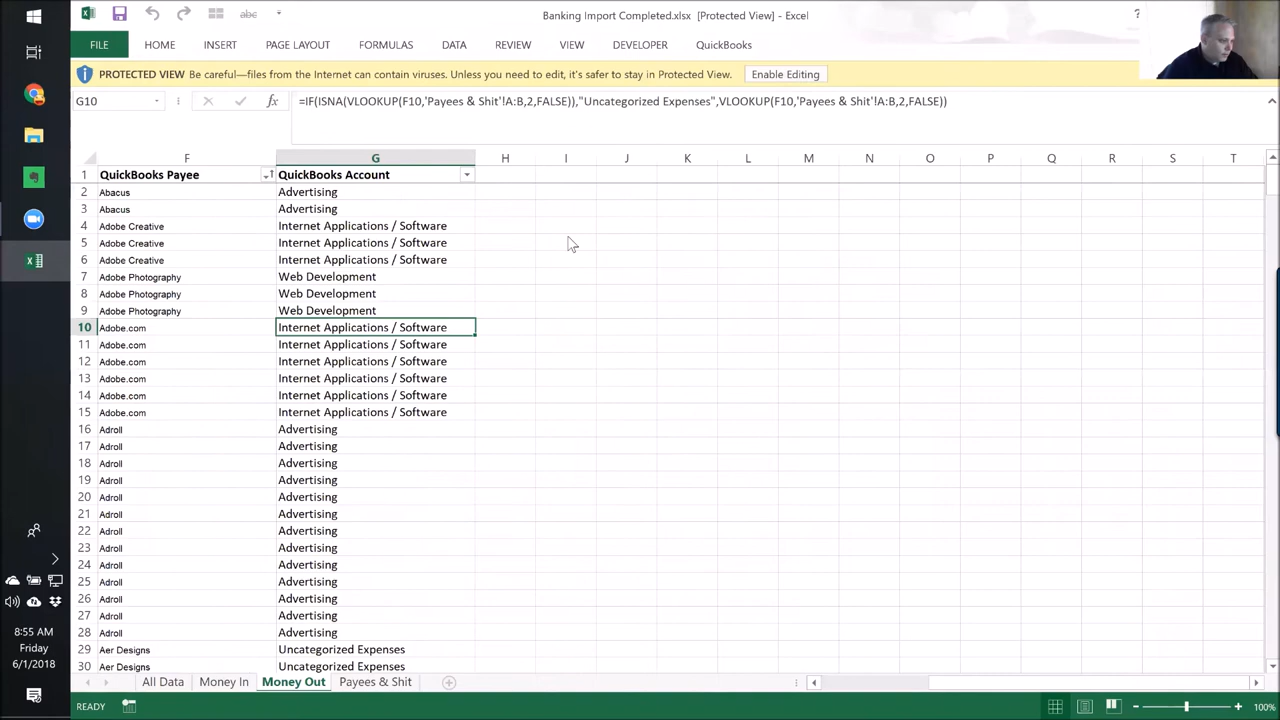 abc
Banking Import Completed.xlsx [Protected View] - Excel
?
FILE HOME INSERT PAGE LAYOUT FORMULAS DATA REVIEW VIEW DEVELOPER QuickBooks
PROTECTED VIEW Be careful—files from the Internet can contain viruses. Unless you need to edit, it's safer to stay in Protected View. Enable Editing
G10 fx =IF(ISNA(VLOOKUP(F10,'Payees & Shit'!A:B,2,FALSE)),"Uncategorized Expenses",VLOOKUP(F10,'Payees & Shit'!A:B,2,FALSE))
F G H I J K L M N O P Q R S T
1 QuickBooks Payee QuickBooks Account
2 Abacus Advertising
3 Abacus Advertising
4 Adobe Creative Internet Applications / Software
5 Adobe Creative Internet Applications / Software
6 Adobe Creative Internet Applications / Software
7 Adobe Photography Web Development
8 Adobe Photography Web Development
9 Adobe Photography Web Development
10 Adobe.com Internet Applications / Software
11 Adobe.com Internet Applications / Software
12 Adobe.com Internet Applications / Software
13 Adobe.com Internet Applications / Software
14 Adobe.com Internet Applications / Software
15 Adobe.com Internet Applications / Software
16 Adroll Advertising
17 Adroll Advertising
18 Adroll Advertising
19 Adroll Advertising
20 Adroll Advertising
21 Adroll Advertising
22 Adroll Advertising
23 Adroll Advertising
24 Adroll Advertising
25 Adroll Advertising
26 Adroll Advertising
27 Adroll Advertising
28 Adroll Advertising
29 Aer Designs Uncategorized Expenses
30 Aer Designs Uncategorized Expenses
All Data Money In Money Out Payees & Shit
READY 100%
8:55 AM
Friday
6/1/2018